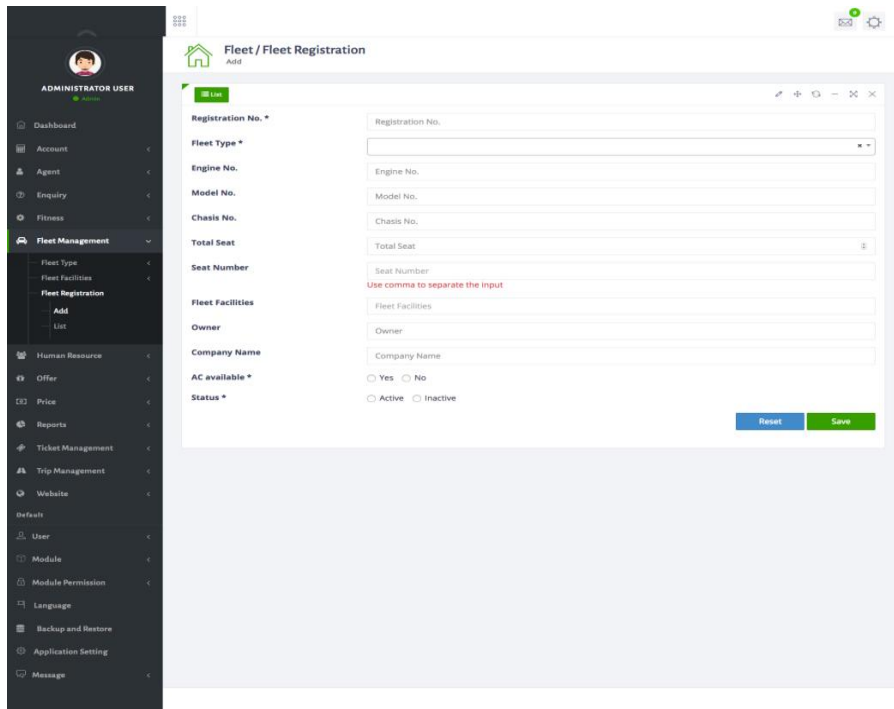 Fleet / Fleet Registration
Add
ADMINISTRATOR USER
Admin
Dashboard
Account
Agent
Enquiry
Fitness
Fleet Management
Fleet Type
Fleet Facilities
Fleet Registration
Add
List
Human Resource
Offer
Price
Reports
Ticket Management
Trip Management
Website
Default
User
Module
Module Permission
Language
Backup and Restore
Application Setting
Message
List
Registration No. * Registration No.
Fleet Type *
Engine No. Engine No.
Model No. Model No.
Chasis No. Chasis No.
Total Seat Total Seat
Seat Number Seat Number
Use comma to separate the input
Fleet Facilities Fleet Facilities
Owner Owner
Company Name Company Name
AC available * Yes No
Status * Active Inactive
Reset Save